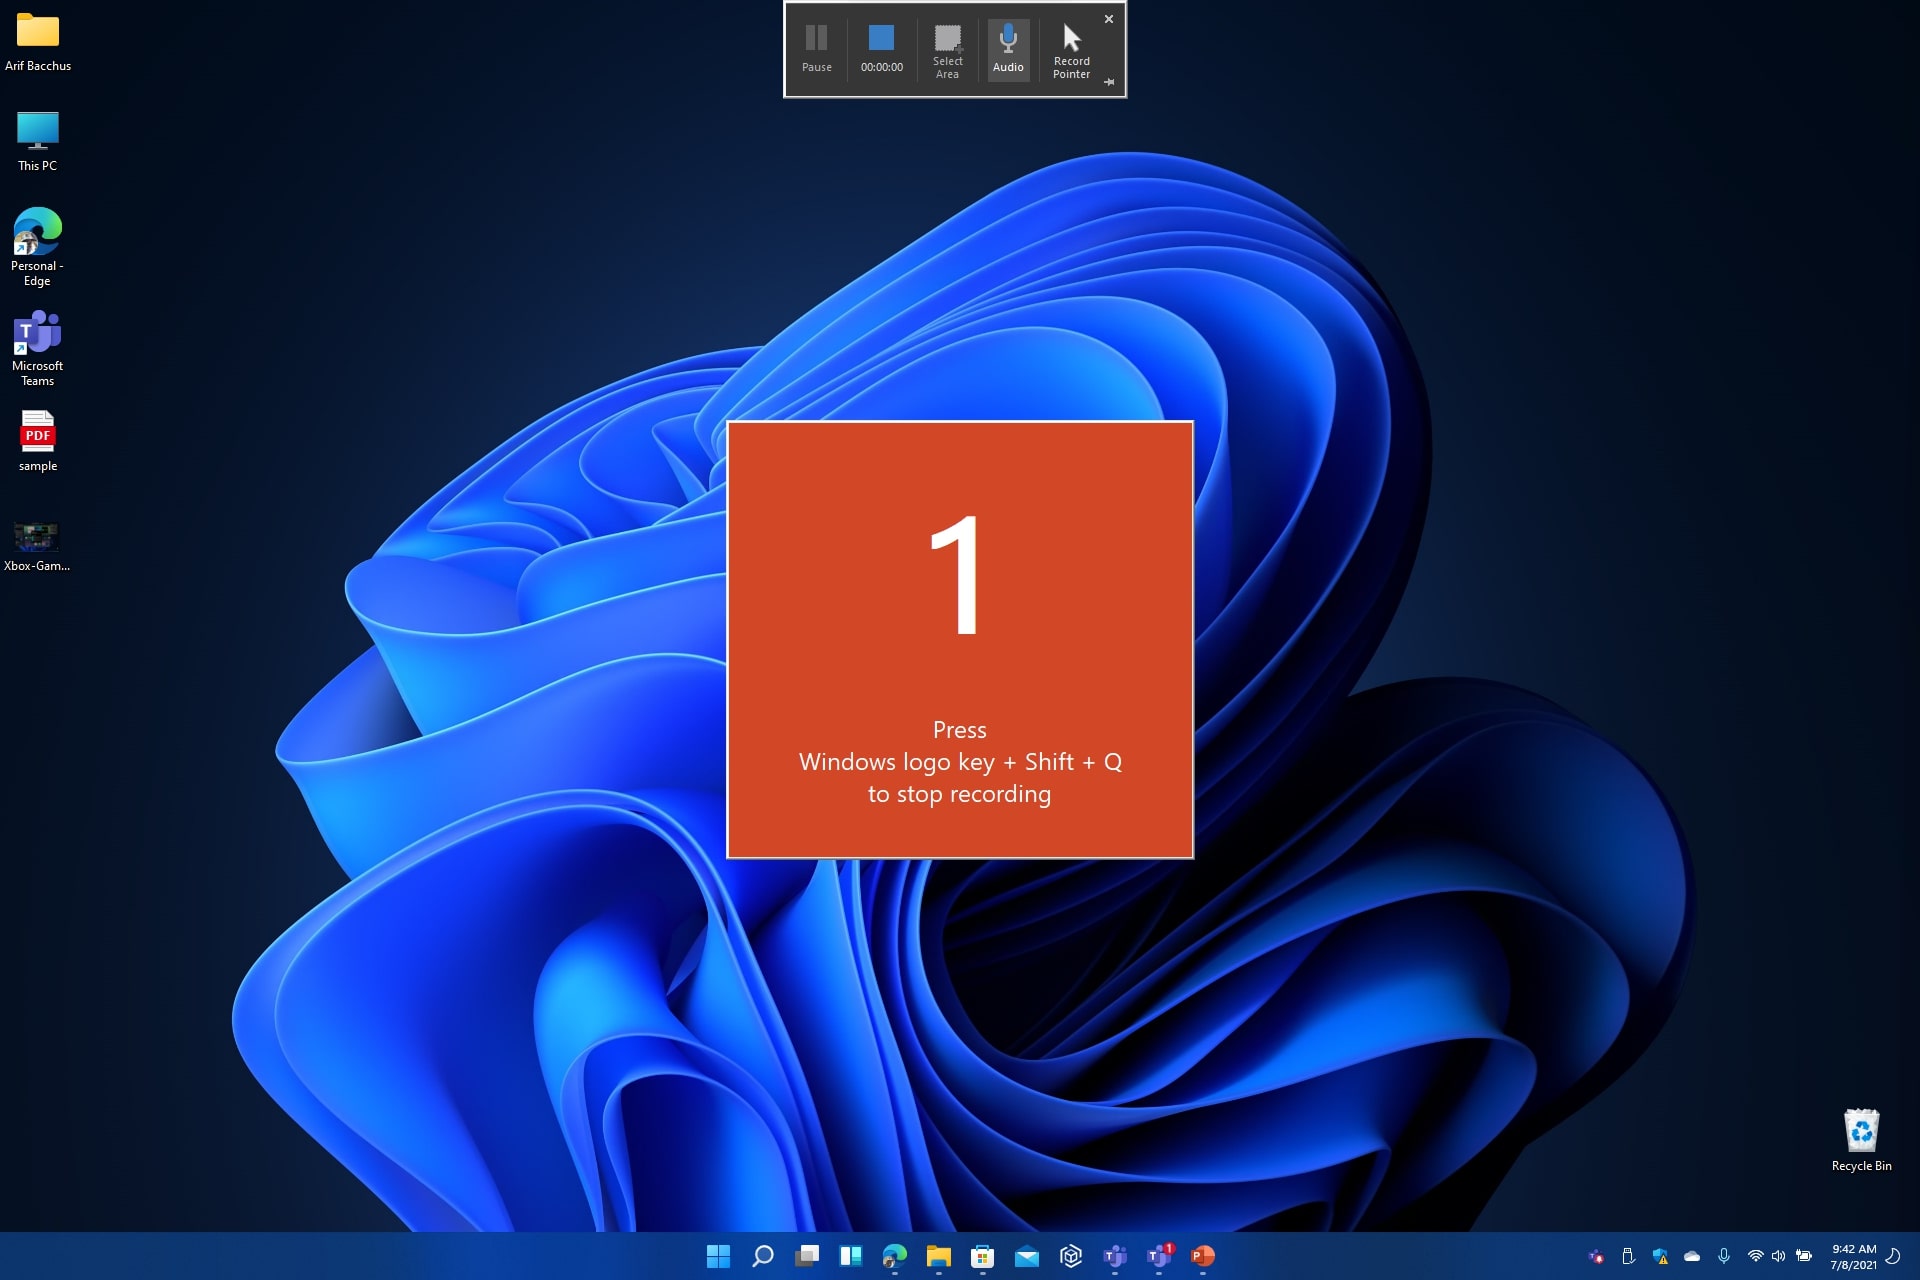 Pause
00:00:00
Select
Area
Audio
Record
Pointer
Arif Bacchus
This PC
Personal -
Edge
T
Microsoft
Teams
PDF
sample
Xbox-Gam...
1
Press
Windows logo key + Shift + Q
to stop recording
Recycle Bin
T
T
1
P
9:42 AM
7/8/2021